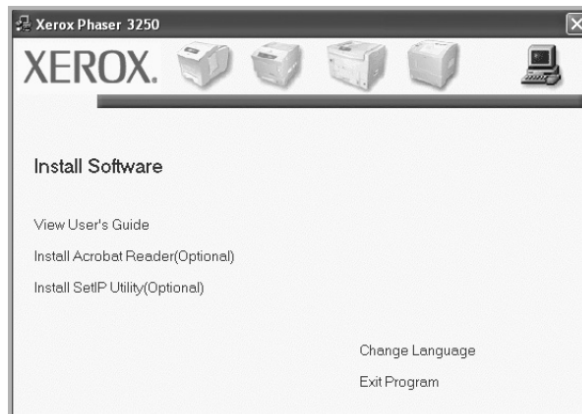 Xerox Phaser 3250
XEROX.
Install Software
View User's Guide
Install Acrobat Reader(Optional)
Install SetIP Utility(Optional)
Change Language
Exit Program